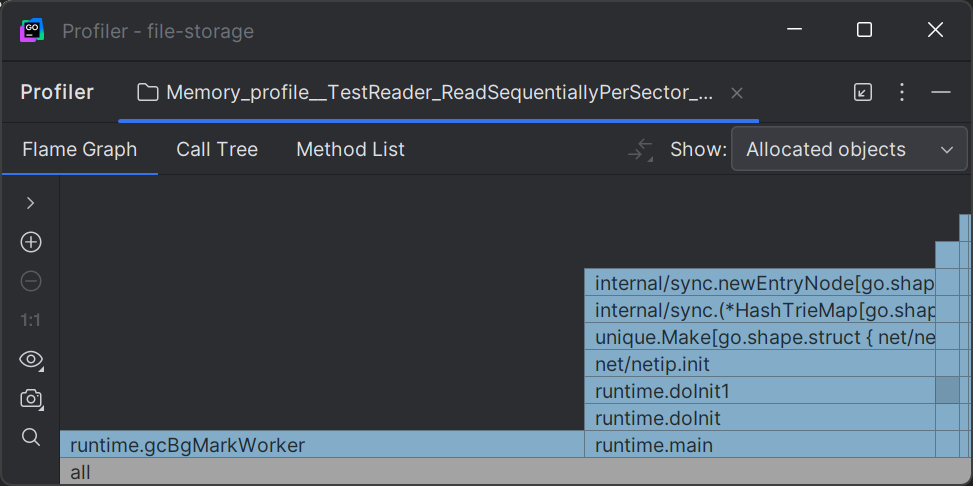 GO
Profiler - file-storage
Profiler
Memory_profile__TestReader_ReadSequentiallyPerSector_...
Flame Graph Call Tree Method List Show: Allocated objects
1:1
internal/sync.newEntryNode[go.shap
internal/sync.(*HashTrieMap[go.shap
unique.Make[go.shape.struct { net/ne
net/netip.init
runtime.doInit1
runtime.doInit
runtime.gcBgMarkWorker runtime.main
all